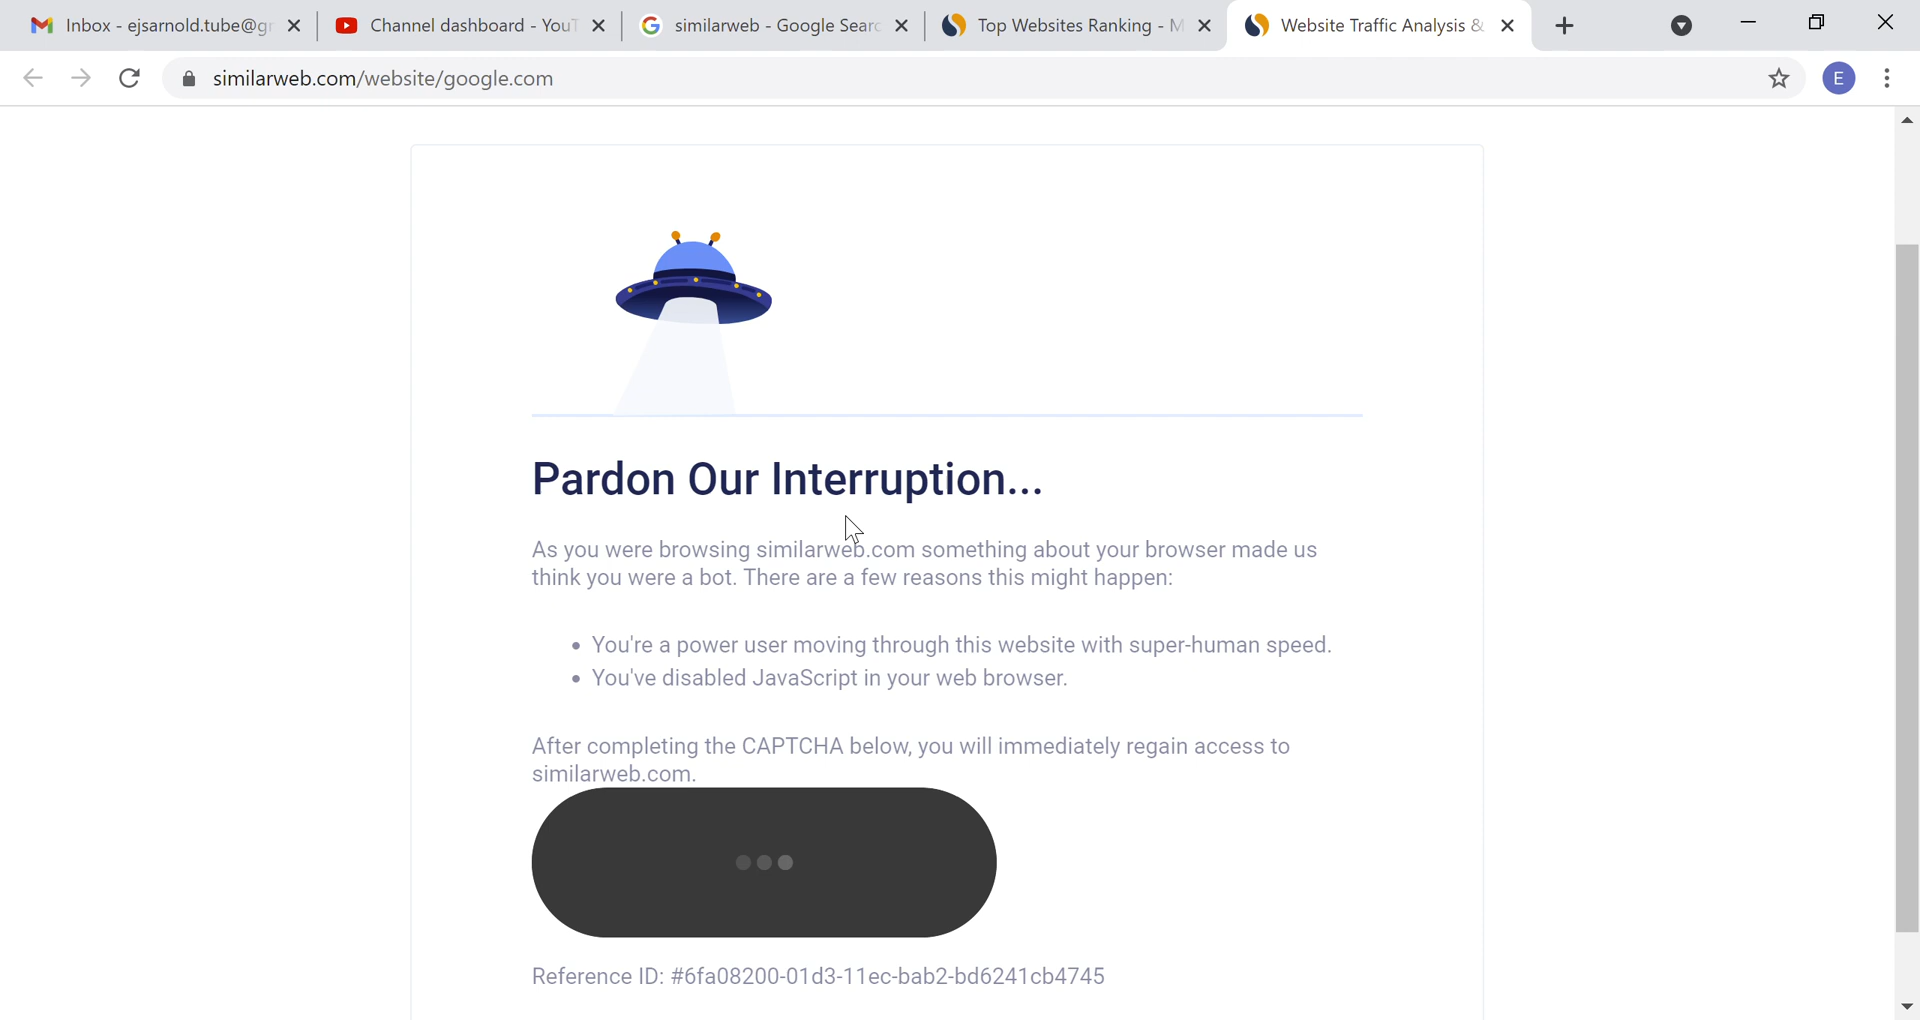 Inbox - ejsarnold.tube@gr
Channel dashboard - YouT
similarweb - Google Searc
Top Websites Ranking - M
Website Traffic Analysis &
similarweb.com/website/google.com
E
Pardon Our Interruption...
As you were browsing similarweb.com something about your browser made us
think you were a bot. There are a few reasons this might happen:
• You're a power user moving through this website with super-human speed.
• You've disabled JavaScript in your web browser.
After completing the CAPTCHA below, you will immediately regain access to
similarweb.com.
Reference ID: #6fa08200-01d3-11ec-bab2-bd6241cb4745